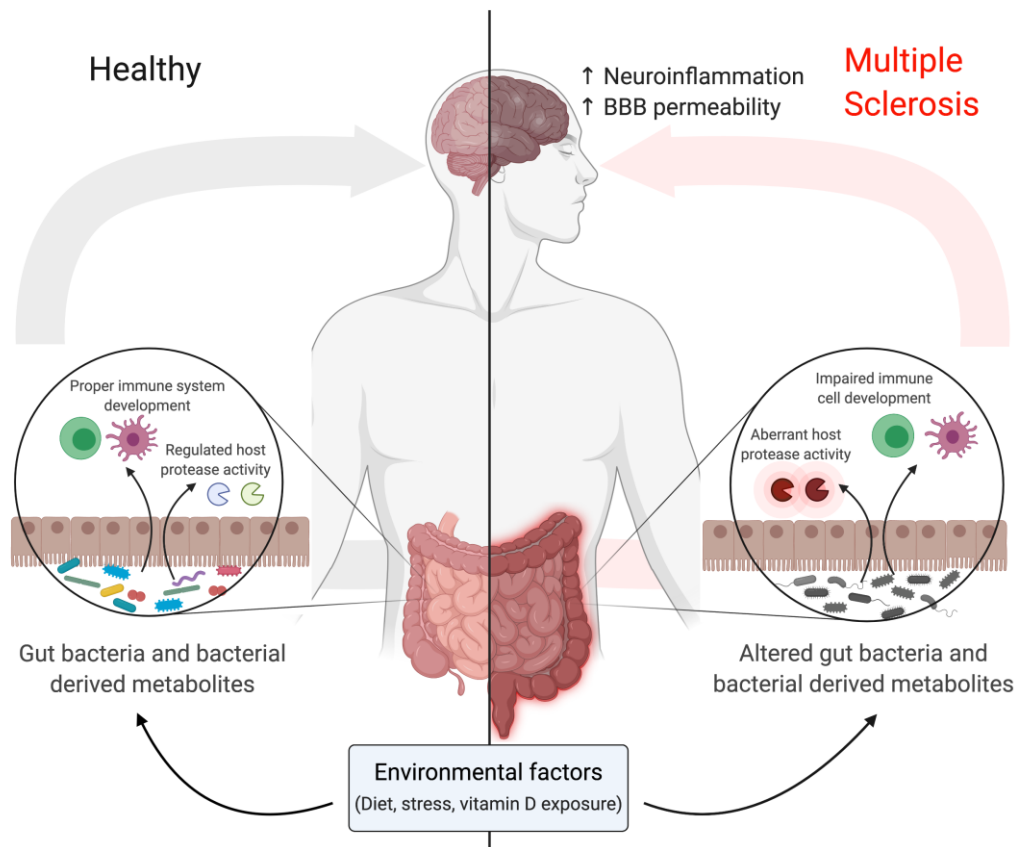 Healthy
↑ Neuroinflammation
↑ BBB permeability
Multiple
Sclerosis
Proper immune system
development
Regulated host
protease activity
Impaired immune
cell development
Aberrant host
protease activity
Gut bacteria and bacterial
derived metabolites
Altered gut bacteria and
bacterial derived metabolites
Environmental factors
(Diet, stress, vitamin D exposure)